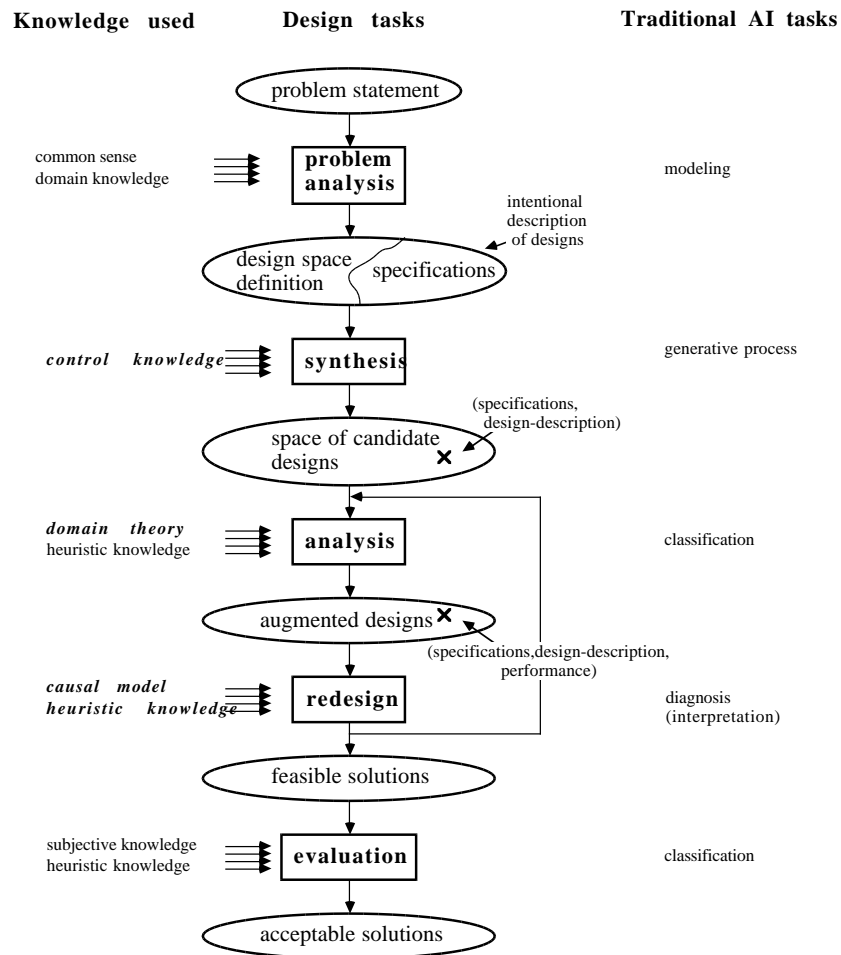 Knowledge used
Design tasks
Traditional AI tasks
problem statement
common sense
domain knowledge
problem
analysis
modeling
intentional
description
of designs
design space
definition
specifications
control knowledge
synthesis
generative process
(specifications,
design-description)
space of candidate
designs
domain theory
heuristic knowledge
analysis
classification
augmented designs
(specifications,design-description,
performance)
causal model
heuristic knowledge
redesign
diagnosis
(interpretation)
feasible solutions
subjective knowledge
heuristic knowledge
evaluation
classification
acceptable solutions